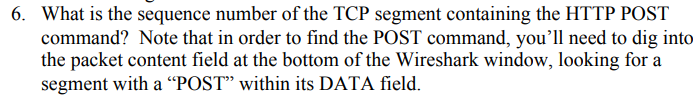 6. What is the sequence number of the TCP segment containing the HTTP POST
command?  Note that in order to find the POST command, you’ll need to dig into
the packet content field at the bottom of the Wireshark window, looking for a
segment with a “POST” within its DATA field.